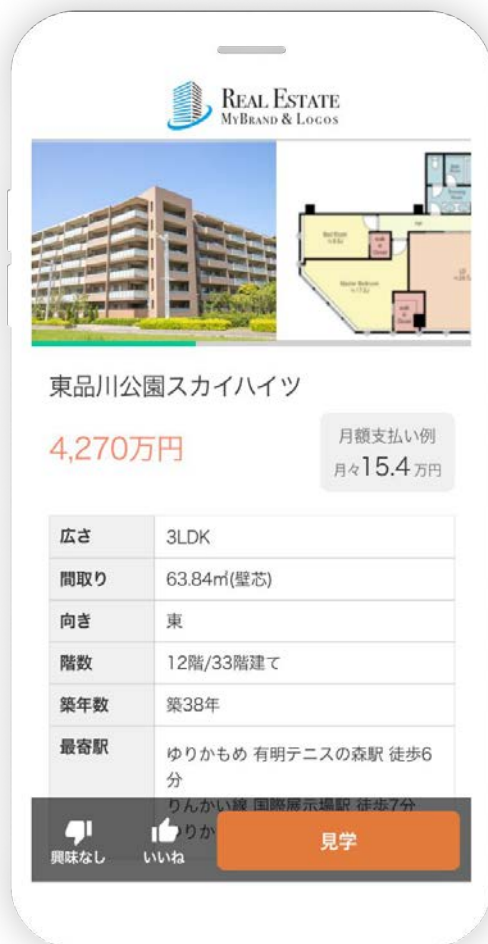 REAL ESTATE
MYBRAND & LOGOS
東品川公園スカイハイツ
4,270万円
月額支払い例
月々15.4万円
広さ 3LDK
間取り 63.84㎡(壁芯)
向き 東
階数 12階/33階建て
築年数 築38年
最寄駅 ゆりかもめ 有明テニスの森駅 徒歩6
分
りんかい線 国際展示場駅 徒歩7分
興味なし
いいね
見学